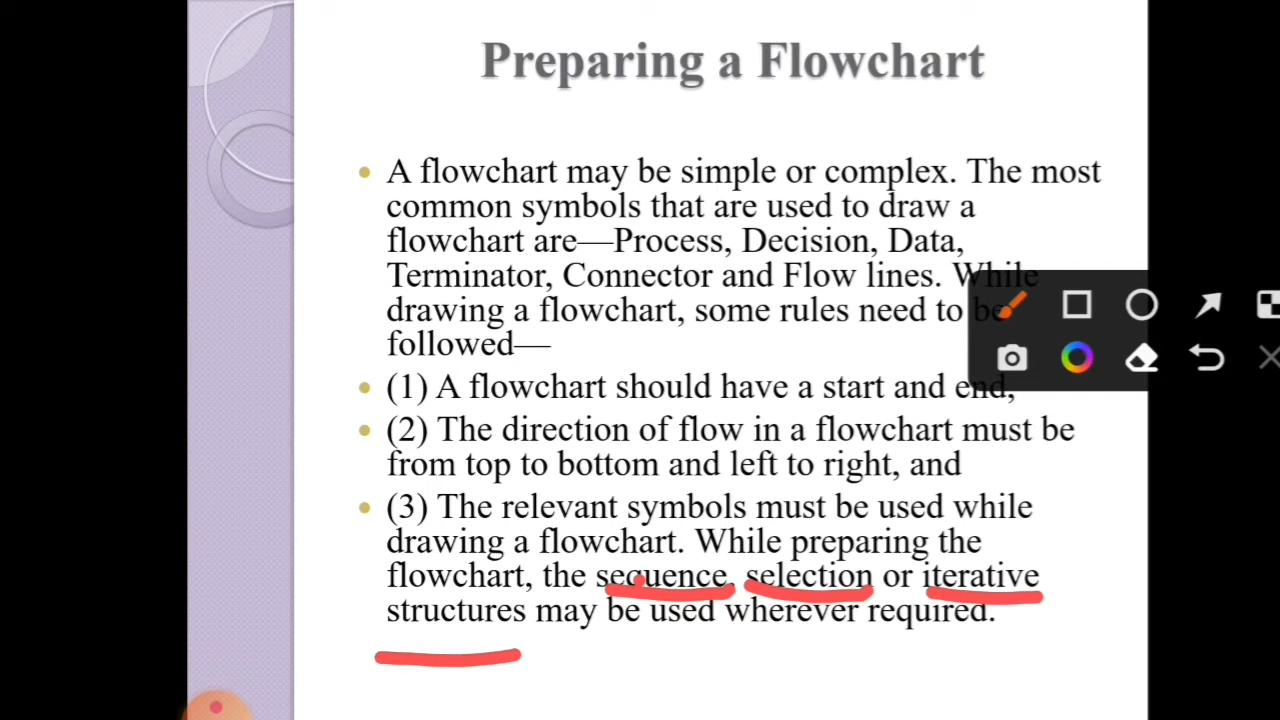 Preparing a Flowchart
A flowchart may be simple or complex. The most
common symbols that are used to draw a
flowchart are—Process, Decision, Data,
Terminator, Connector and Flow lines. While
drawing a flowchart, some rules need to be
followed—
(1) A flowchart should have a start and end,
(2) The direction of flow in a flowchart must be
from top to bottom and left to right, and
(3) The relevant symbols must be used while
drawing a flowchart. While preparing the
flowchart, the sequence, selection or iterative
structures may be used wherever required.